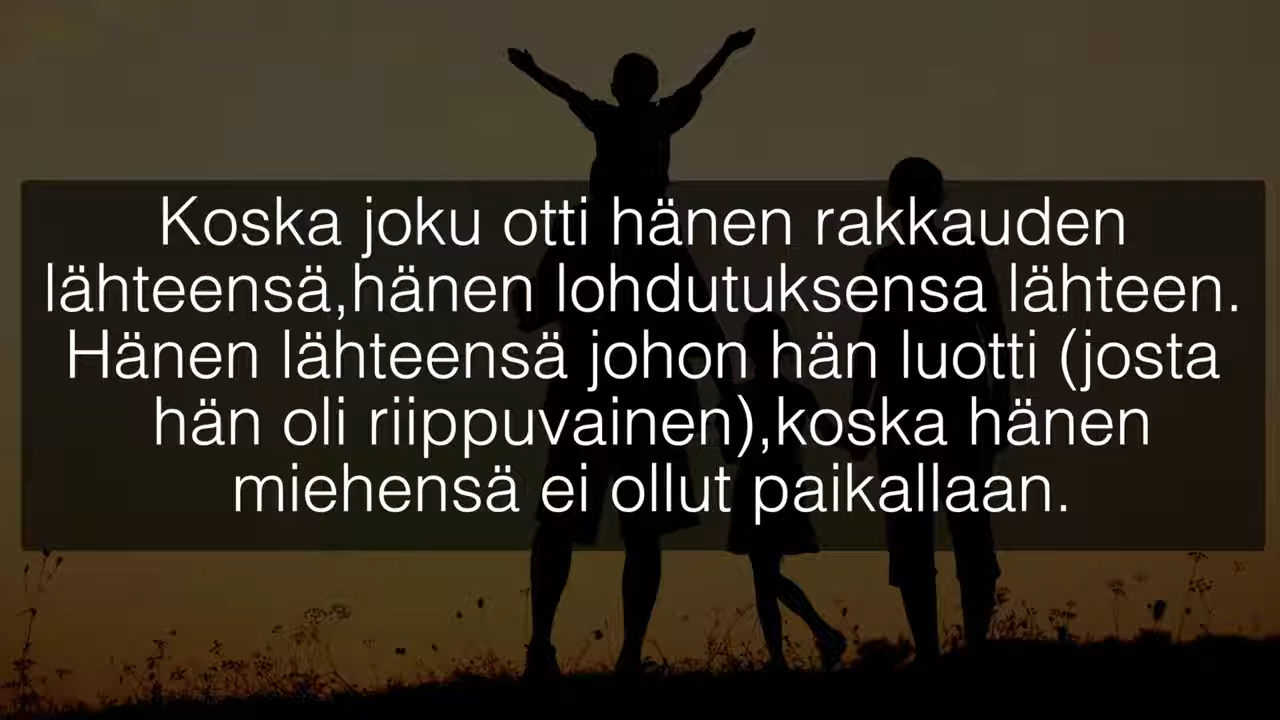 Koska joku otti hänen rakkauden
lähteensä,hänen lohdutuksensa lähteen.
Hänen lähteensä johon hän luotti (josta
hän oli riippuvainen),koska hänen
miehensä ei ollut paikallaan.